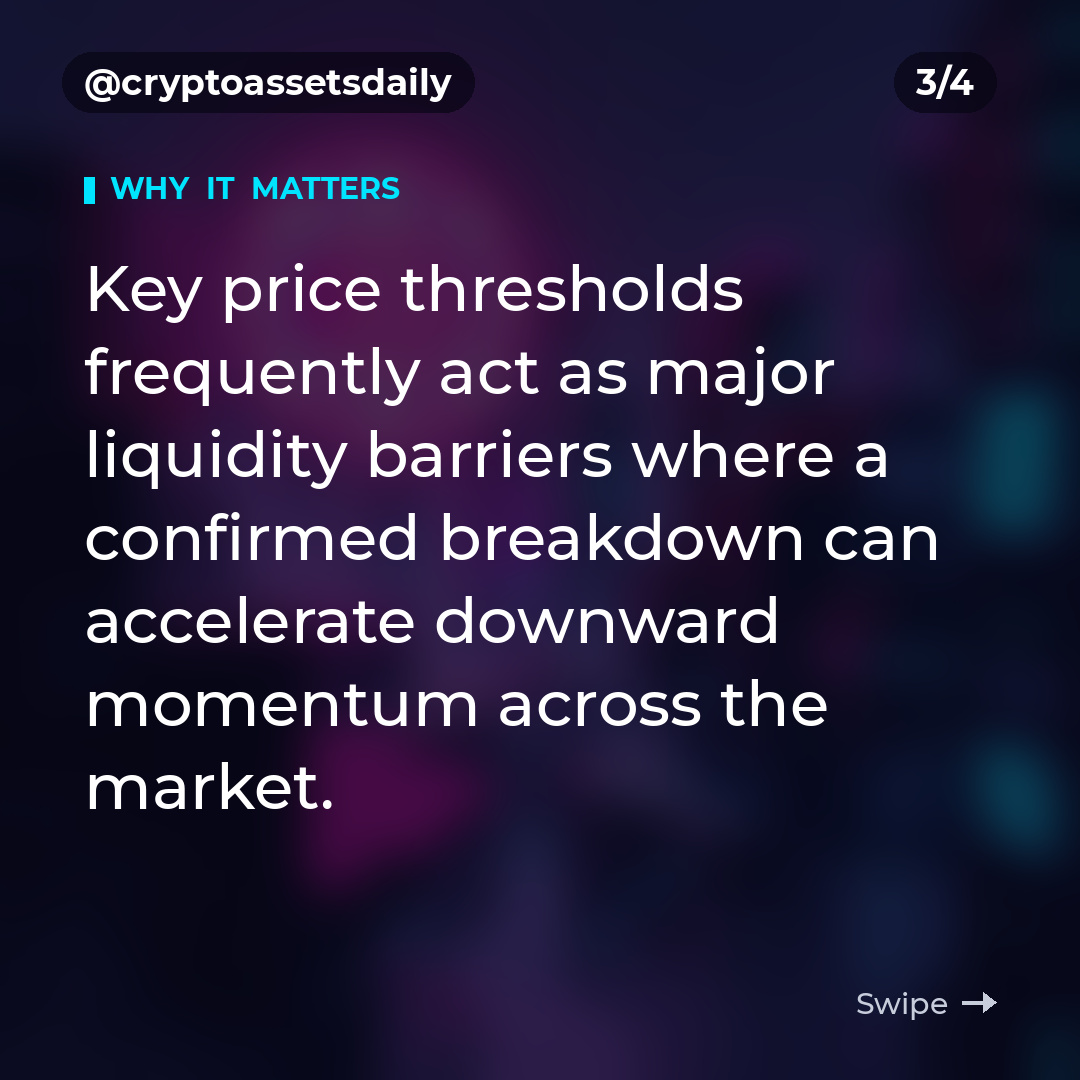 @cryptoassetsdaily
3/4
WHY IT MATTERS
Key price thresholds
frequently act as major
liquidity barriers where a
confirmed breakdown can
accelerate downward
momentum across the
market.
Swipe →